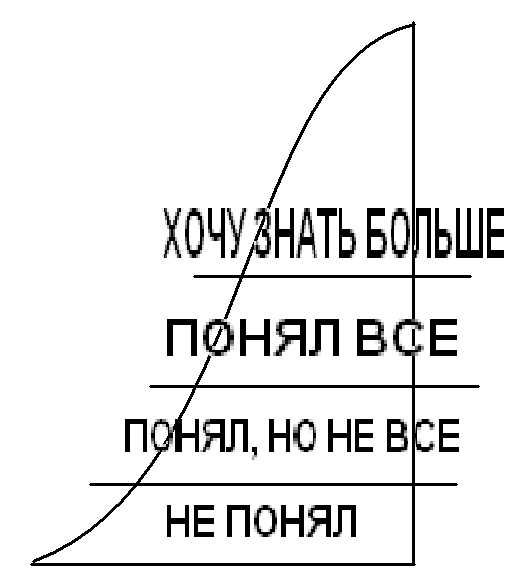 ХОЧУ ЗНАТЬ БОЛЬШЕ
ПОНЯЛ ВСЕ
ПОНЯЛ, НО НЕ ВСЕ
НЕ ПОНЯЛ